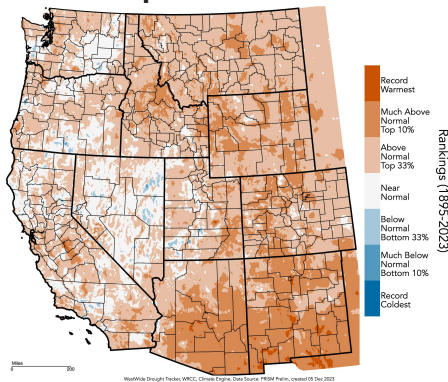 Record
Warmest
Much Above
Normal
Top 10%
Above
Normal
Top 33%
Near
Normal
Below
Normal
Bottom 33%
Much Below
Normal
Bottom 10%
Record
Coldest
Rankings (1895-2023)
Miles
0 200
WestWide Drought Tracker, WRCC, Climate Engine. Data Source: PRISM Prelim, created 05 Dec 2023